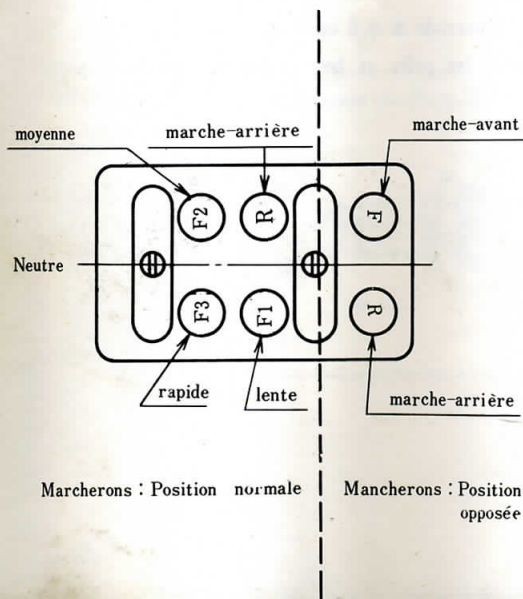 moyenne
marche-arrière
marche-avant
F2
R
F
Neutre
F3
F1
R
rapide
lente
marche-arrière
Marcherons : Position normale
Mancherons : Position
opposée